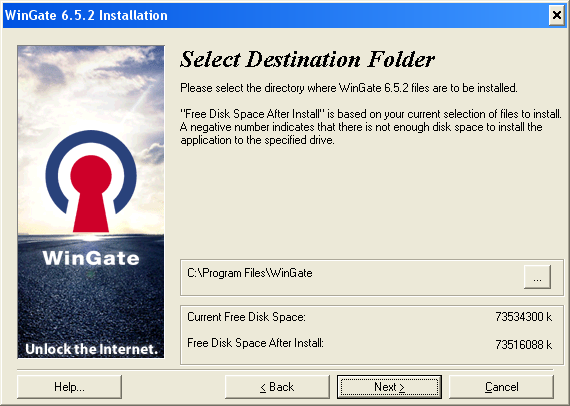 WinGate 6.5.2 Installation
Select Destination Folder
Please select the directory where WinGate 6.5.2 files are to be installed.
"Free Disk Space After Install" is based on your current selection of files to install.
A negative number indicates that there is not enough disk space to install the
application to the specified drive.
WinGate
Unlock the Internet.
C:\Program Files\WinGate
...
Current Free Disk Space: 73534300 k
Free Disk Space After Install: 73516088 k
Help... < Back Next > Cancel